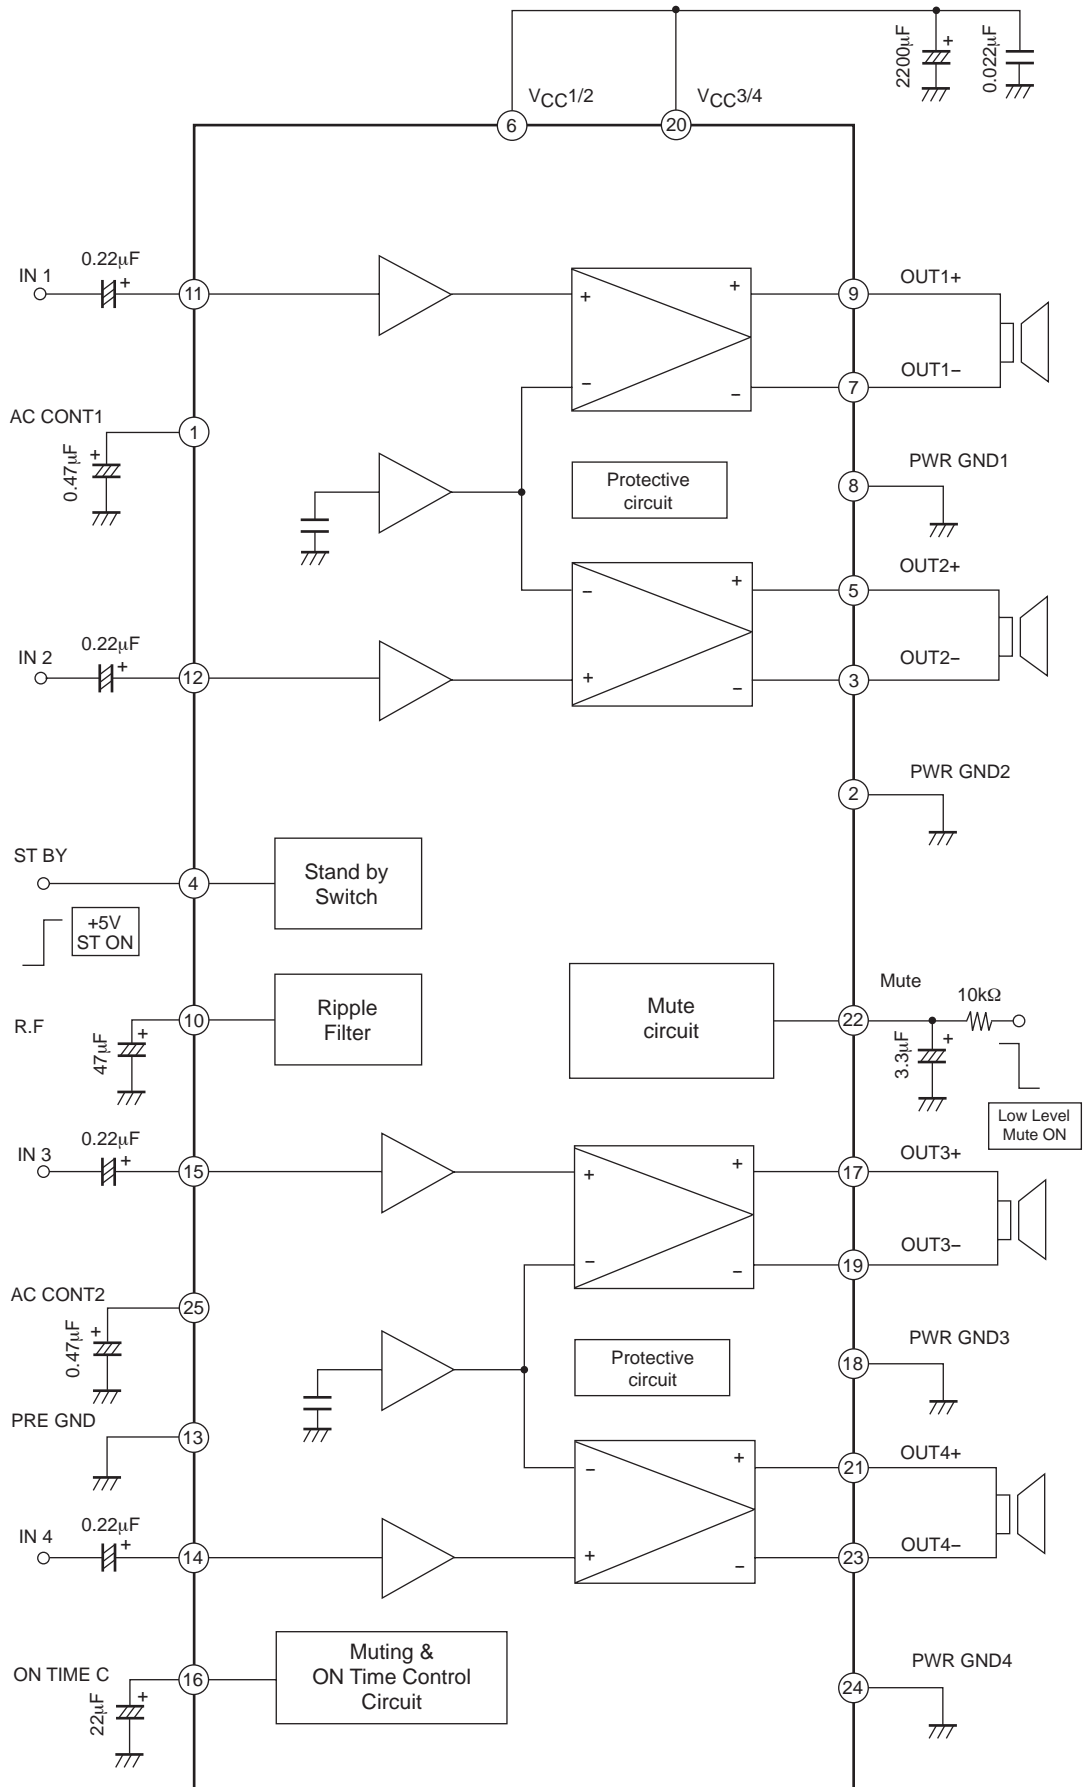 2200μF
+
0.022μF
VCC1/2
VCC3/4
6
20
IN 1
0.22μF
+
11
+
+
9
OUT1+
−
−
7
OUT1−
AC CONT1
1
+
0.47μF
Protective
circuit
PWR GND1
8
OUT2+
−
+
5
IN 2
0.22μF
+
12
+
−
3
OUT2−
PWR GND2
2
ST BY
4
Stand by
Switch
+5V
ST ON
R.F
10
+
47μF
Ripple
Filter
Mute
circuit
22
Mute
10kΩ
+
3.3μF
Low Level
Mute ON
IN 3
0.22μF
+
15
+
+
17
OUT3+
−
−
19
OUT3−
AC CONT2
25
+
0.47μF
Protective
circuit
PWR GND3
18
PRE GND
13
−
+
21
OUT4+
IN 4
0.22μF
+
14
+
−
23
OUT4−
ON TIME C
16
+
22μF
Muting &
ON Time Control
Circuit
PWR GND4
24